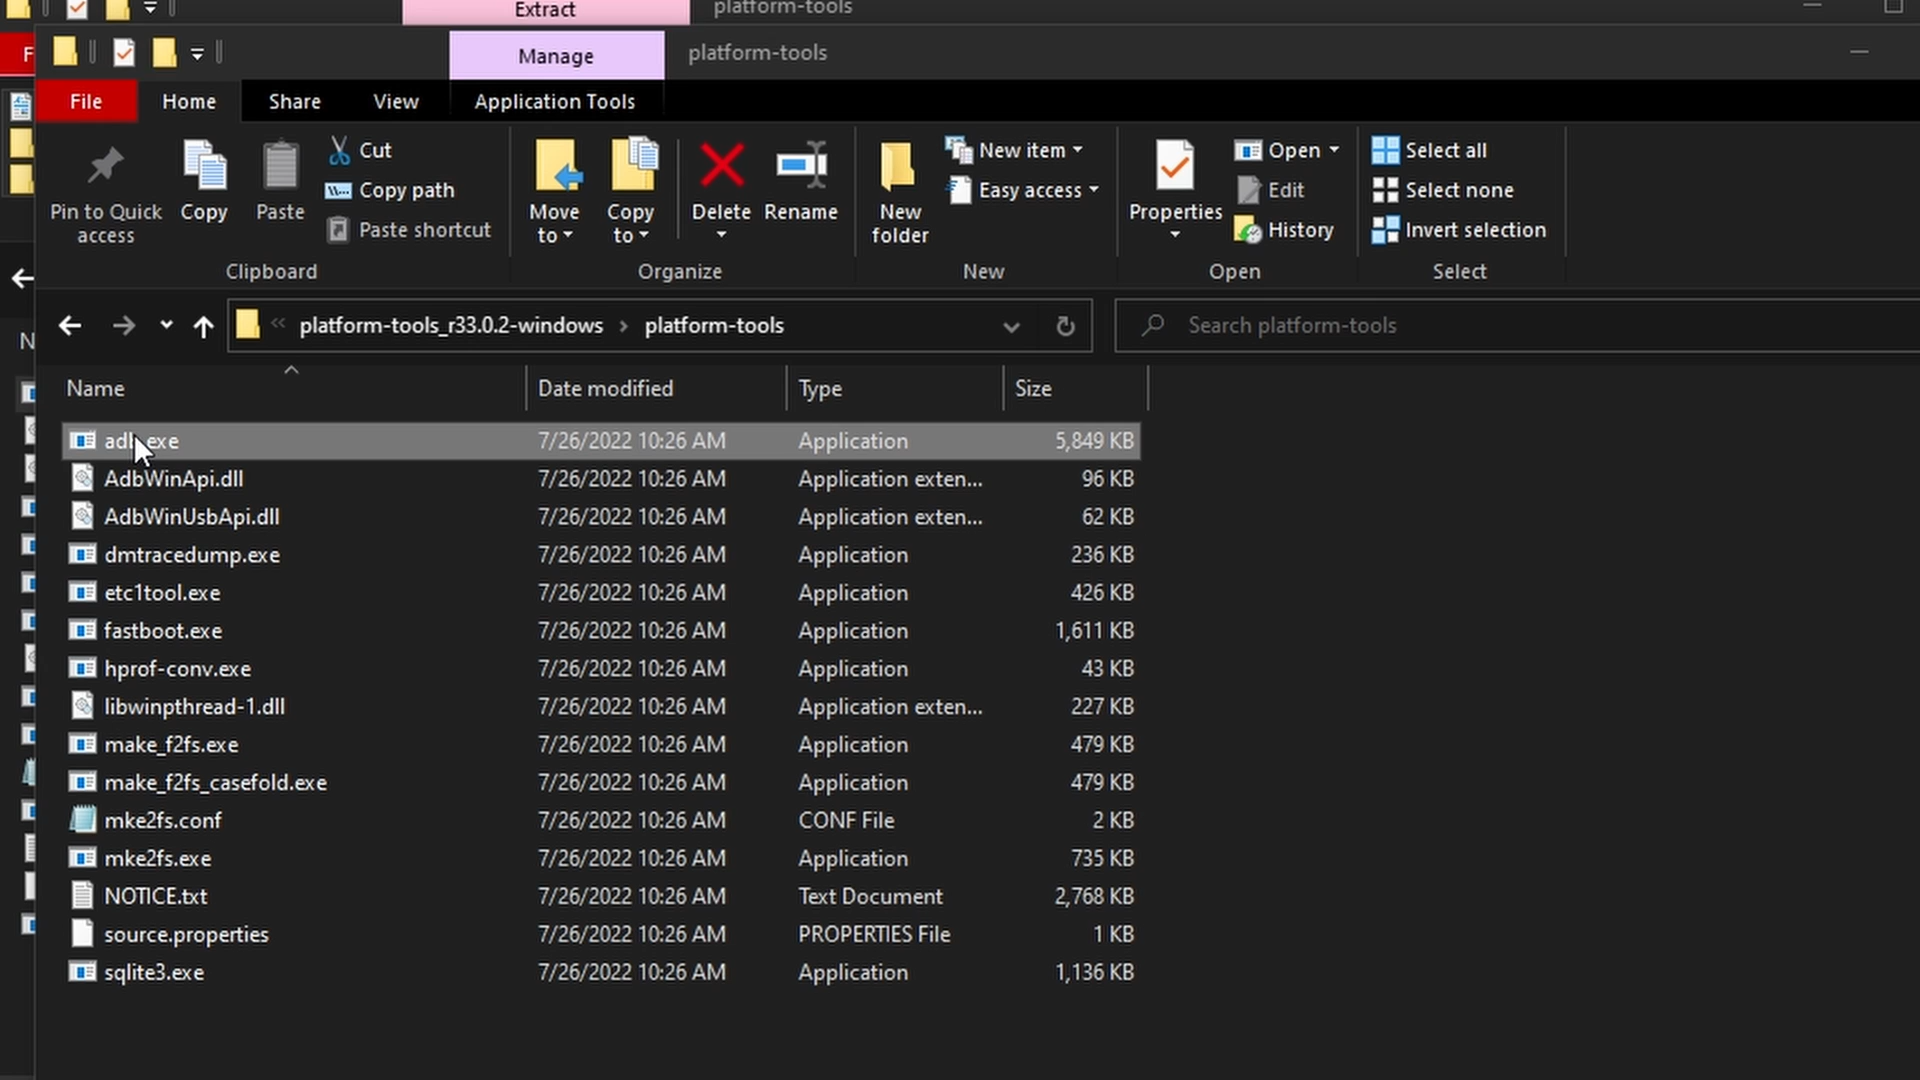 Extract platform-tools
Manage platform-tools
F
File Home Share View Application Tools
Pin to Quick access
Copy
Paste
Cut
Copy path
Paste shortcut
Clipboard
Move to
Copy to
Delete
Rename
Organize
New folder
New item
Easy access
New
Properties
Open
Edit
History
Open
Select all
Select none
Invert selection
Select
« platform-tools_r33.0.2-windows › platform-tools
Search platform-tools
N
Name Date modified Type Size
adb.exe 7/26/2022 10:26 AM Application 5,849 KB
AdbWinApi.dll 7/26/2022 10:26 AM Application exten... 96 KB
AdbWinUsbApi.dll 7/26/2022 10:26 AM Application exten... 62 KB
dmtracedump.exe 7/26/2022 10:26 AM Application 236 KB
etc1tool.exe 7/26/2022 10:26 AM Application 426 KB
fastboot.exe 7/26/2022 10:26 AM Application 1,611 KB
hprof-conv.exe 7/26/2022 10:26 AM Application 43 KB
libwinpthread-1.dll 7/26/2022 10:26 AM Application exten... 227 KB
make_f2fs.exe 7/26/2022 10:26 AM Application 479 KB
make_f2fs_casefold.exe 7/26/2022 10:26 AM Application 479 KB
mke2fs.conf 7/26/2022 10:26 AM CONF File 2 KB
mke2fs.exe 7/26/2022 10:26 AM Application 735 KB
NOTICE.txt 7/26/2022 10:26 AM Text Document 2,768 KB
source.properties 7/26/2022 10:26 AM PROPERTIES File 1 KB
sqlite3.exe 7/26/2022 10:26 AM Application 1,136 KB